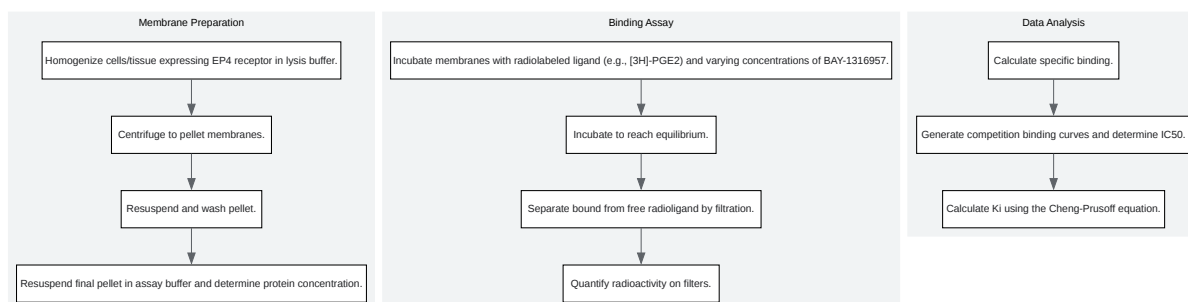 Membrane Preparation
Homogenize cells/tissue expressing EP4 receptor in lysis buffer.
Centrifuge to pellet membranes.
Resuspend and wash pellet.
Resuspend final pellet in assay buffer and determine protein concentration.
Binding Assay
Incubate membranes with radiolabeled ligand (e.g., [3H]-PGE2) and varying concentrations of BAY-1316957.
Incubate to reach equilibrium.
Separate bound from free radioligand by filtration.
Quantify radioactivity on filters.
Data Analysis
Calculate specific binding.
Generate competition binding curves and determine IC50.
Calculate Ki using the Cheng-Prusoff equation.